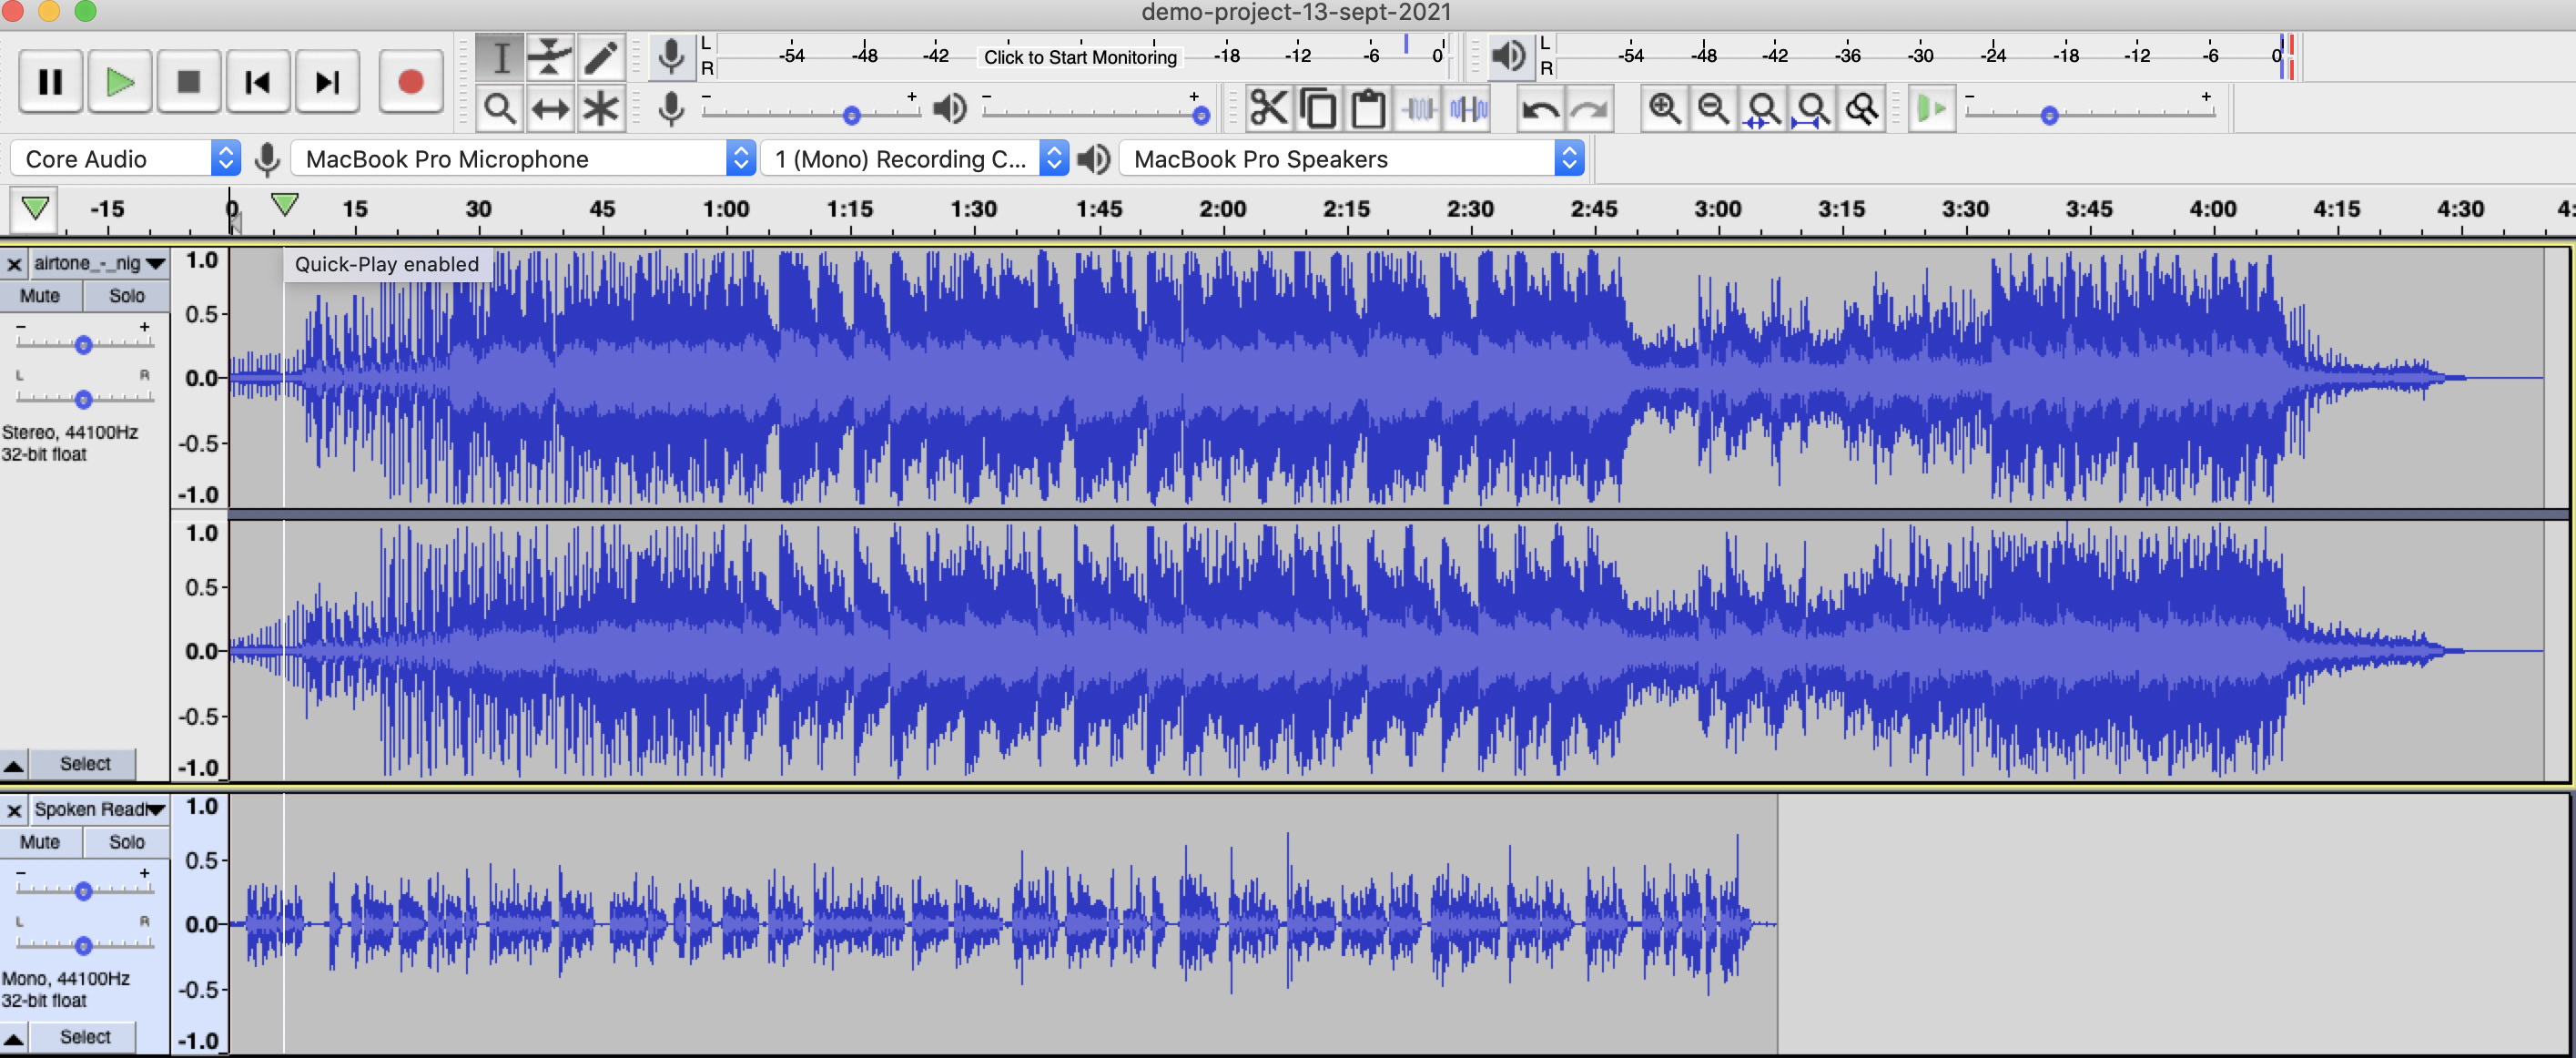 demo-project-13-sept-2021
L
R
-54 -48 -42 Click to Start Monitoring -18 -12 -6 0
L
R
-54 -48 -42 -36 -30 -24 -18 -12 -6 0
- + - + - +
Core Audio MacBook Pro Microphone 1 (Mono) Recording C... MacBook Pro Speakers
-15 0 15 30 45 1:00 1:15 1:30 1:45 2:00 2:15 2:30 2:45 3:00 3:15 3:30 3:45 4:00 4:15 4:30 4:
airtone_-_nig
Mute Solo
- +
L R
Stereo, 44100Hz
32-bit float
Select
1.0
0.5
0.0
-0.5
-1.0
Quick-Play enabled
1.0
0.5
0.0
-0.5
-1.0
Spoken Readi
Mute Solo
- +
L R
Mono, 44100Hz
32-bit float
Select
1.0
0.5
0.0
-0.5
-1.0